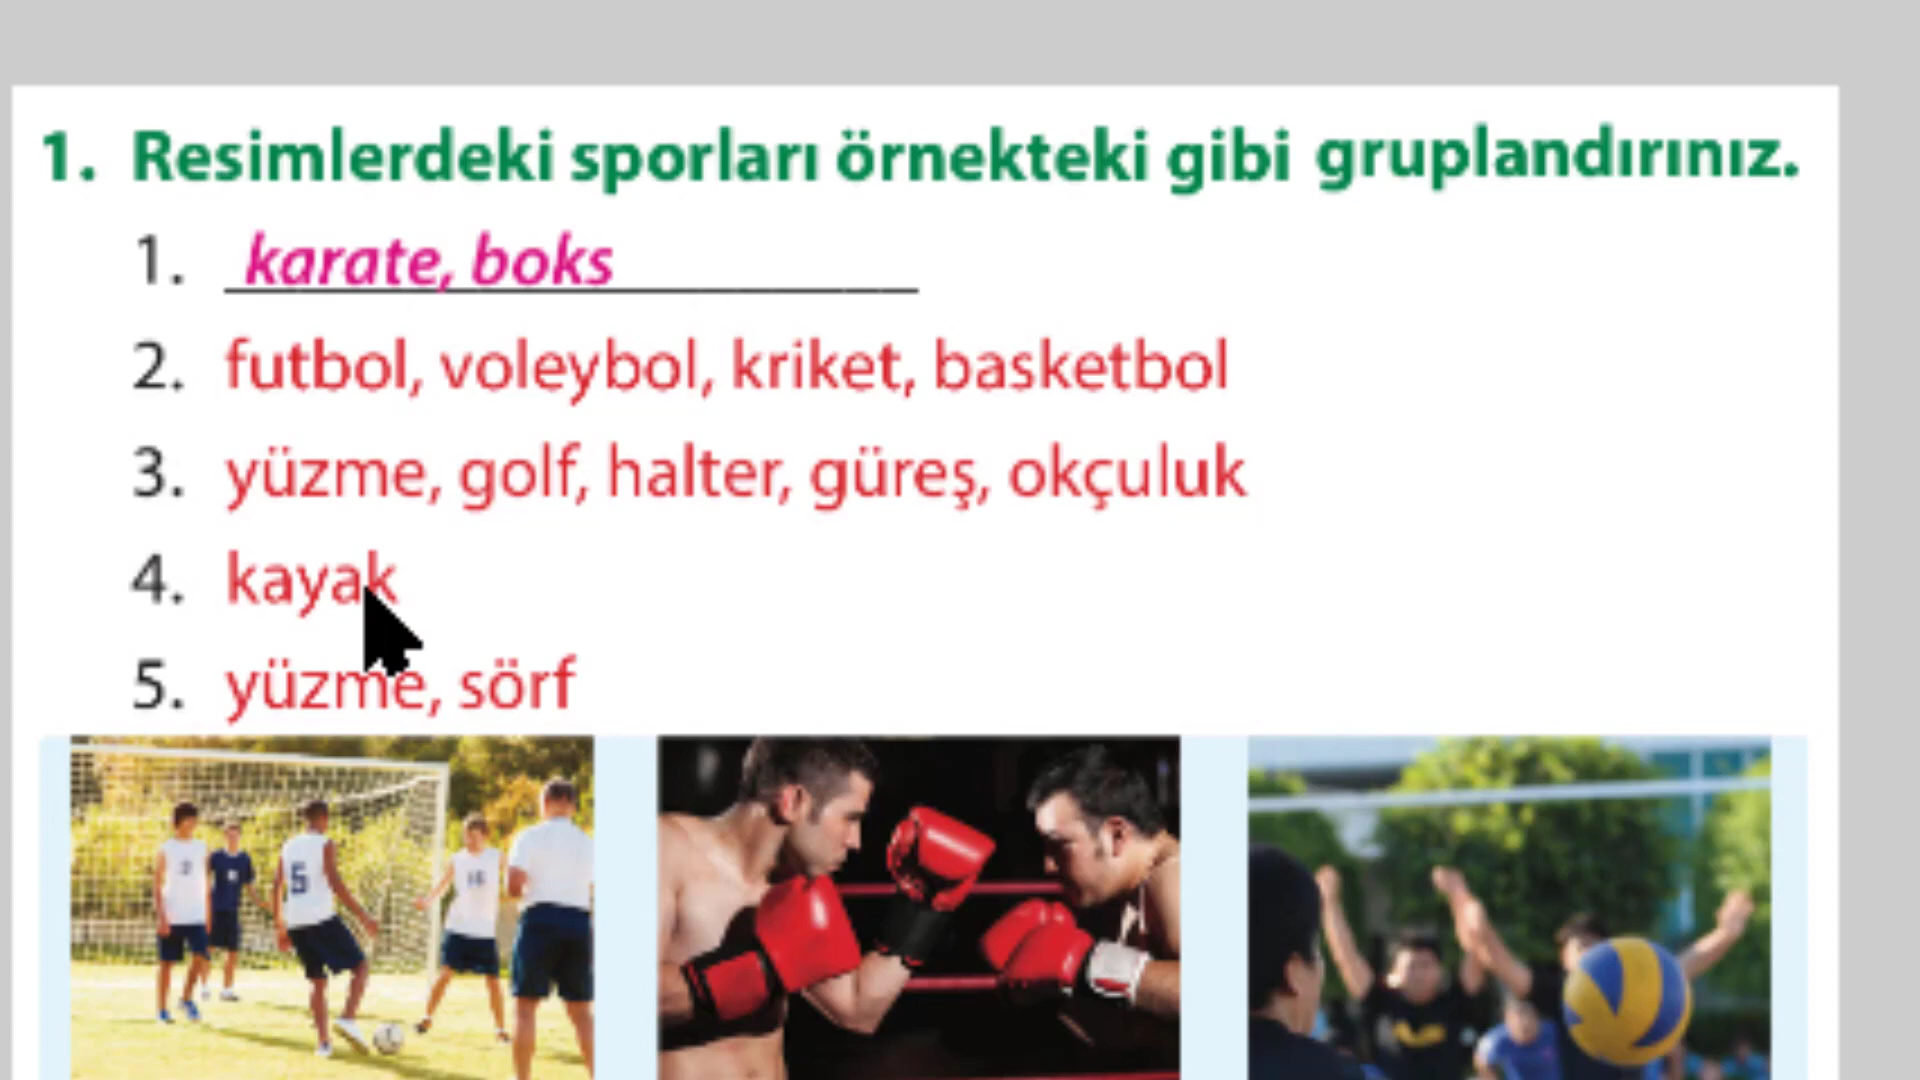 1. Resimlerdeki sporları örnekteki gibi gruplandırınız.
1. karate, boks
2. futbol, voleybol, kriket, basketbol
3. yüzme, golf, halter, güreş, okçuluk
4. kayak
5. yüzme, sörf
5